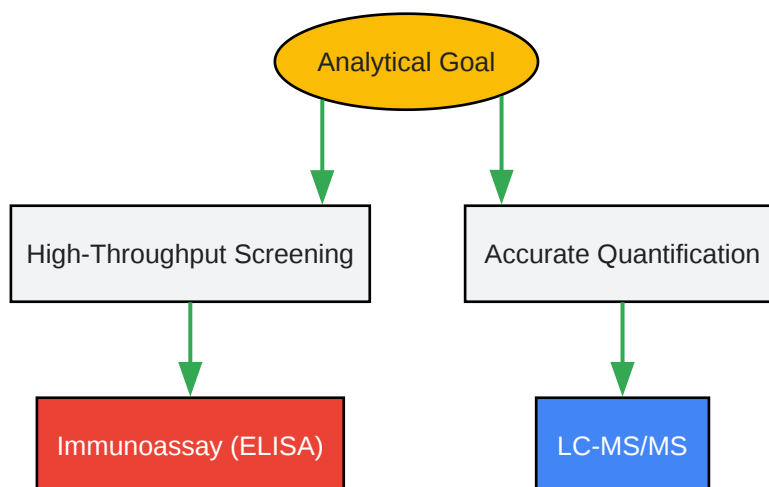 Analytical Goal
High-Throughput Screening
Accurate Quantification
Immunoassay (ELISA)
LC-MS/MS